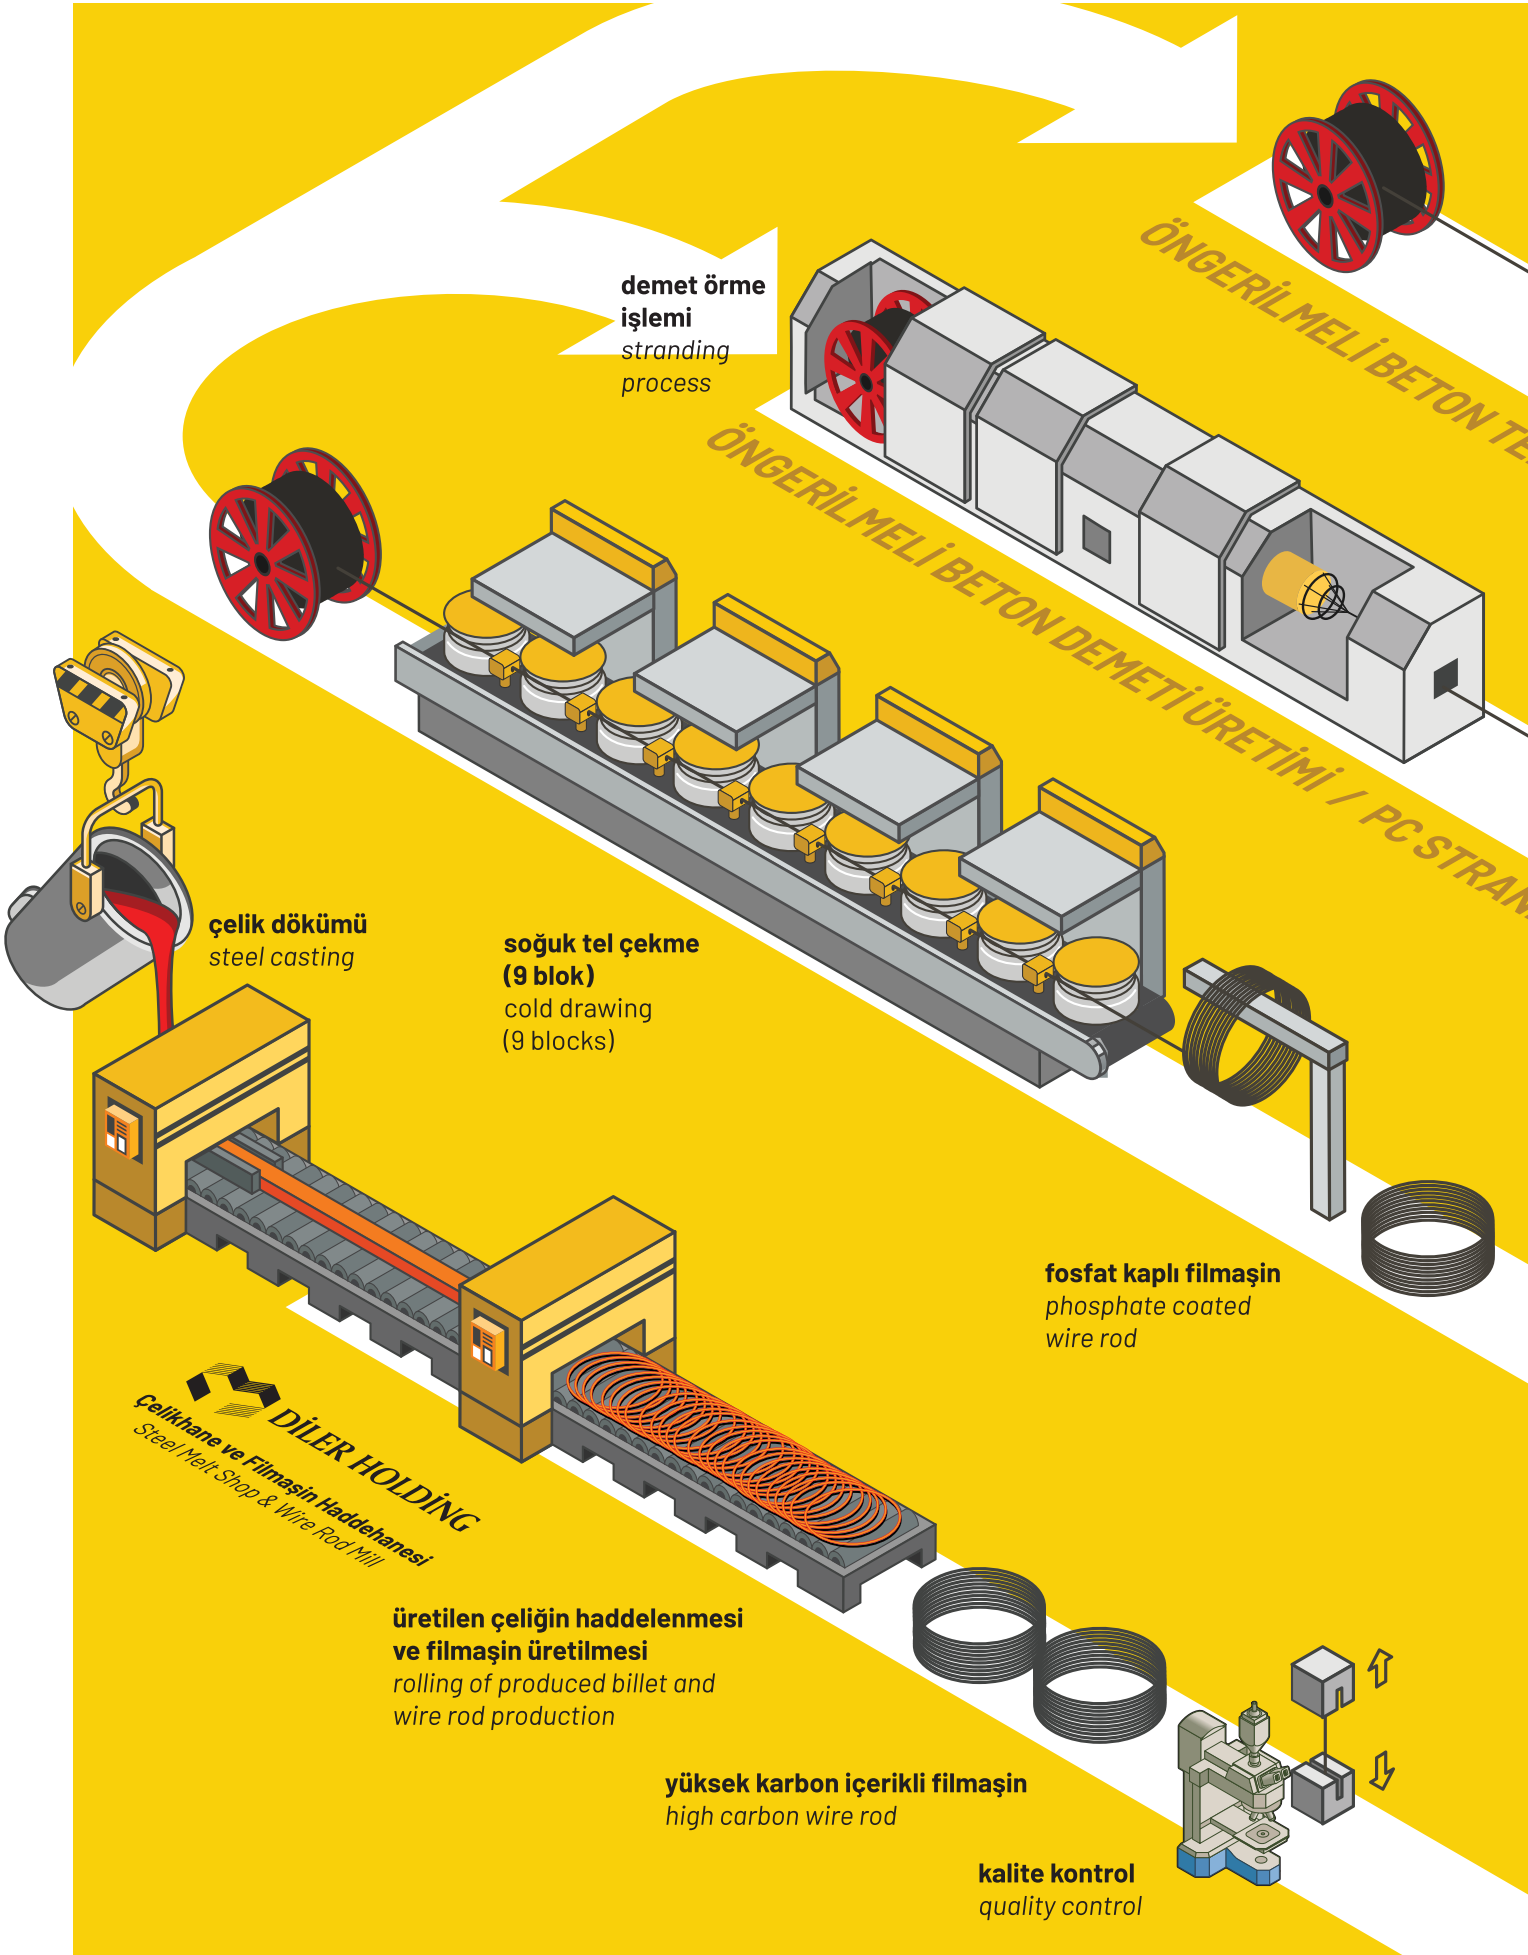 ÖNGERİLMELİ BETON
demet örme
işlemi
stranding
process
ÖNGERİLMELİ BETON DEMETİ ÜRETİMİ / PC
çelik dökümü
steel casting
soğuk tel çekme
(9 blok)
cold drawing
(9 blocks)
fosfat kaplı filmaşin
phosphate coated
wire rod
DİLER HOLDİNG
Çelikhane ve Filmaşin Haddehanesi
Steel Melt Shop & Wire Rod Mill
üretilen çeliğin haddelenmesi
ve filmaşin üretilmesi
rolling of produced billet and
wire rod production
yüksek karbon içerikli filmaşin
high carbon wire rod
kalite kontrol
quality control